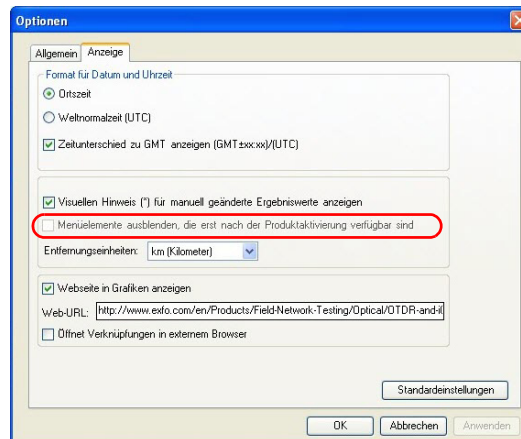 Optionen
Allgemein Anzeige
Format für Datum und Uhrzeit
Ortszeit
Weltnormalzeit (UTC)
Zeitunterschied zu GMT anzeigen (GMT±xx:xx)/(UTC)
Visuellen Hinweis (*) für manuell geänderte Ergebniswerte anzeigen
Menüelemente ausblenden, die erst nach der Produktaktivierung verfügbar sind
Entfernungseinheiten: km (Kilometer)
Webseite in Grafiken anzeigen
Web-URL: http://www.exfo.com/en/Products/Field-Network-Testing/Optical/OTDR-and-i
Öffnet Verknüpfungen in externem Browser
Standardeinstellungen
OK Abbrechen Anwenden